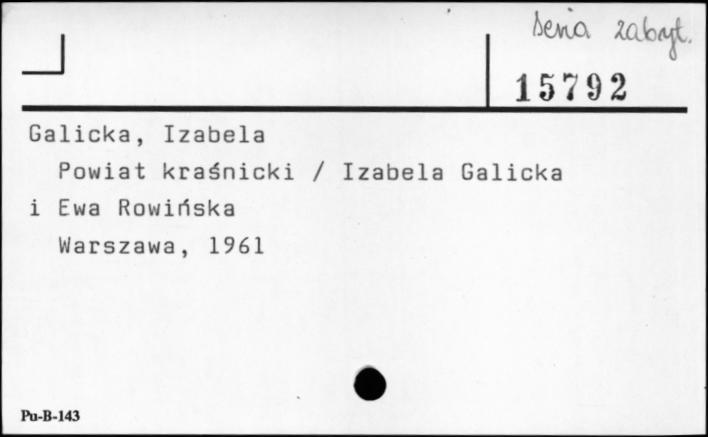 seria zabyt.
15792
Galicka, Izabela
Powiat kraśnicki / Izabela Galicka
i Ewa Rowińska
Warszawa, 1961
Pu-B-143